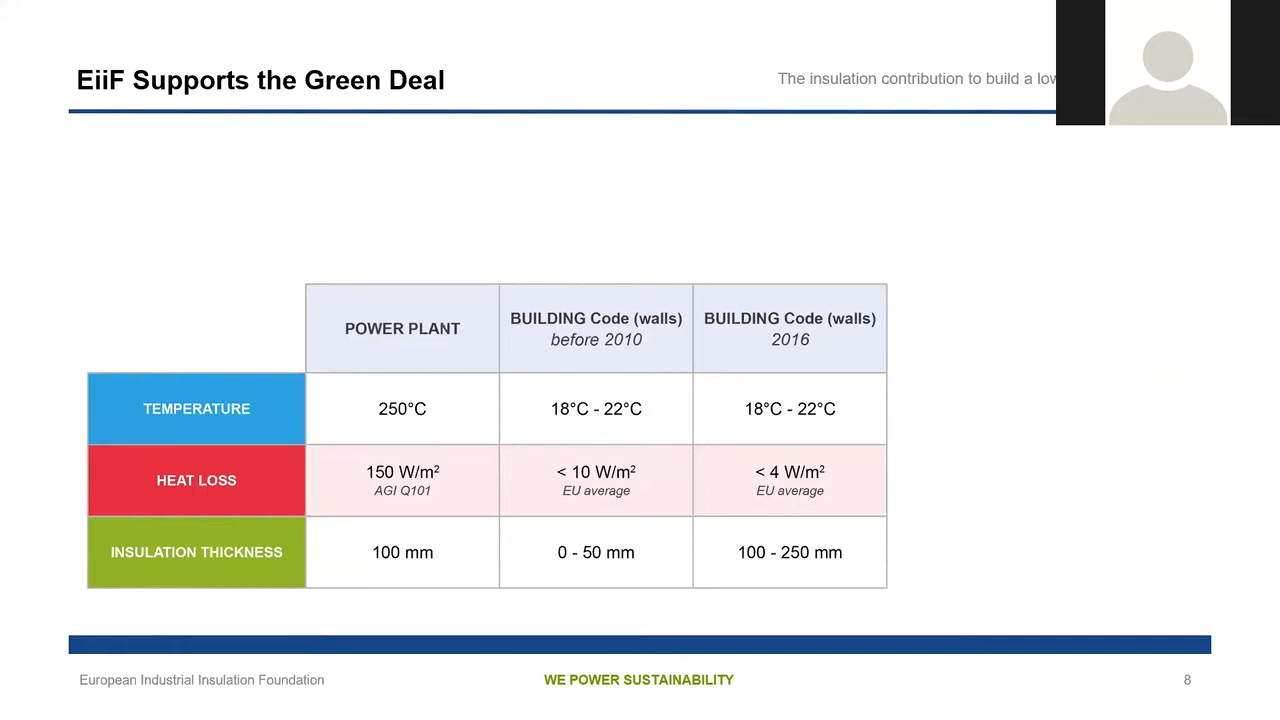 EiiF Supports the Green Deal
The insulation contribution to build a low
POWER PLANT
BUILDING Code (walls)
before 2010
BUILDING Code (walls)
2016
TEMPERATURE
250°C
18°C - 22°C
18°C - 22°C
HEAT LOSS
150 W/m²
AGI Q101
< 10 W/m²
EU average
< 4 W/m²
EU average
INSULATION THICKNESS
100 mm
0 - 50 mm
100 - 250 mm
European Industrial Insulation Foundation
WE POWER SUSTAINABILITY
8